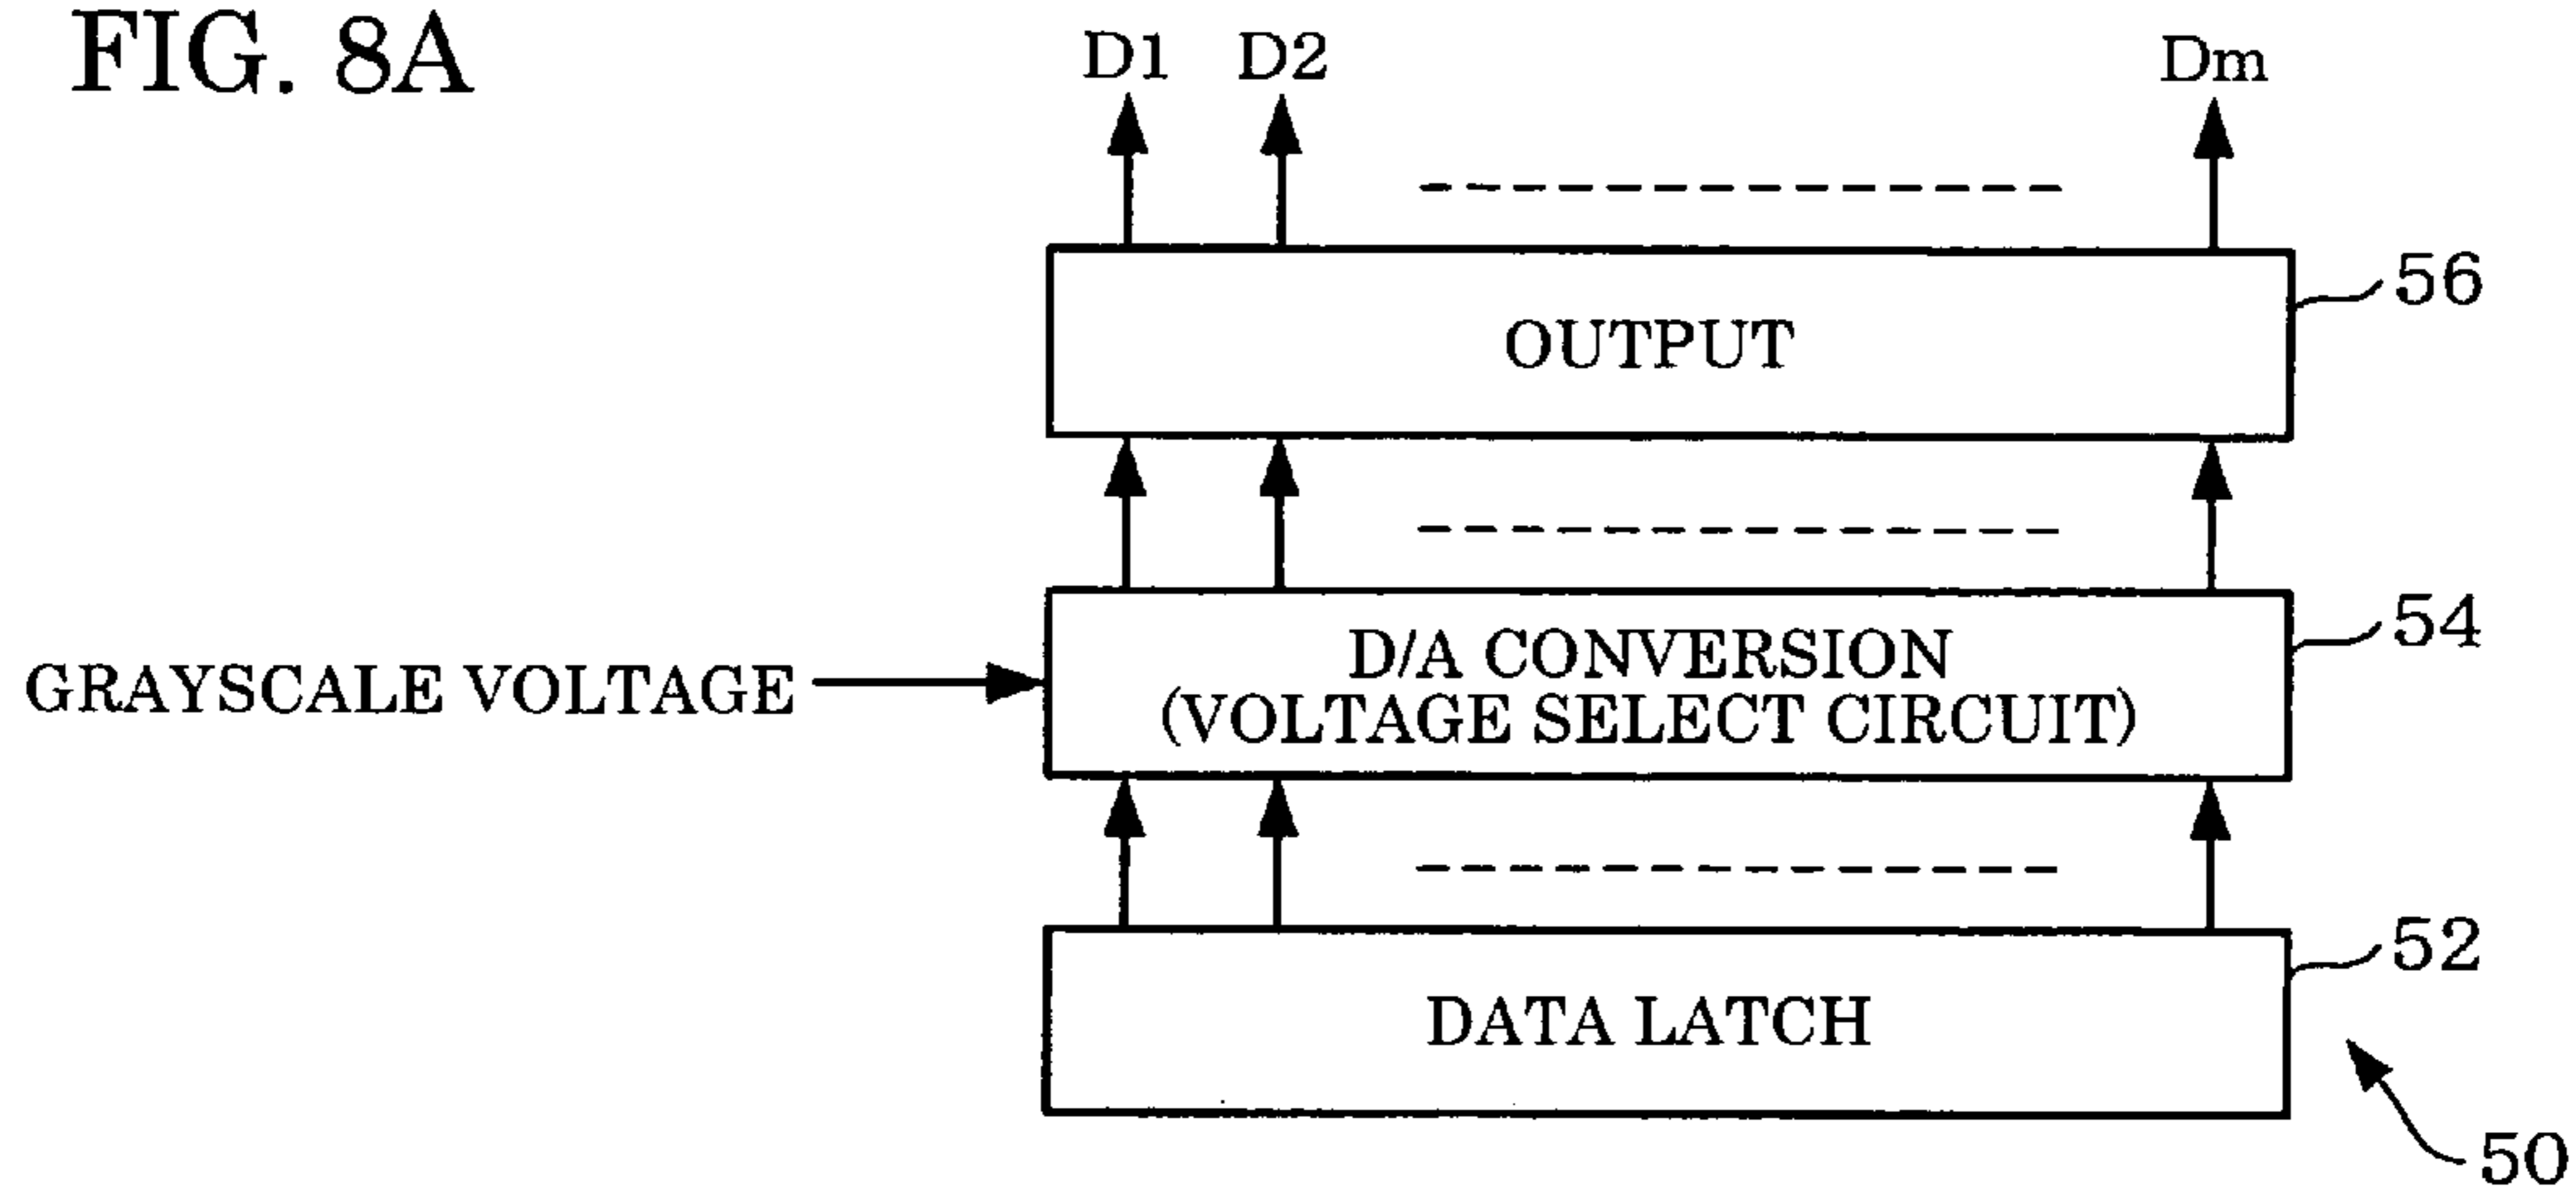 FIG. 8A
D1 D2 Dm
OUTPUT
56
GRAYSCALE VOLTAGE
D/A CONVERSION
(VOLTAGE SELECT CIRCUIT)
54
DATA LATCH
52
50